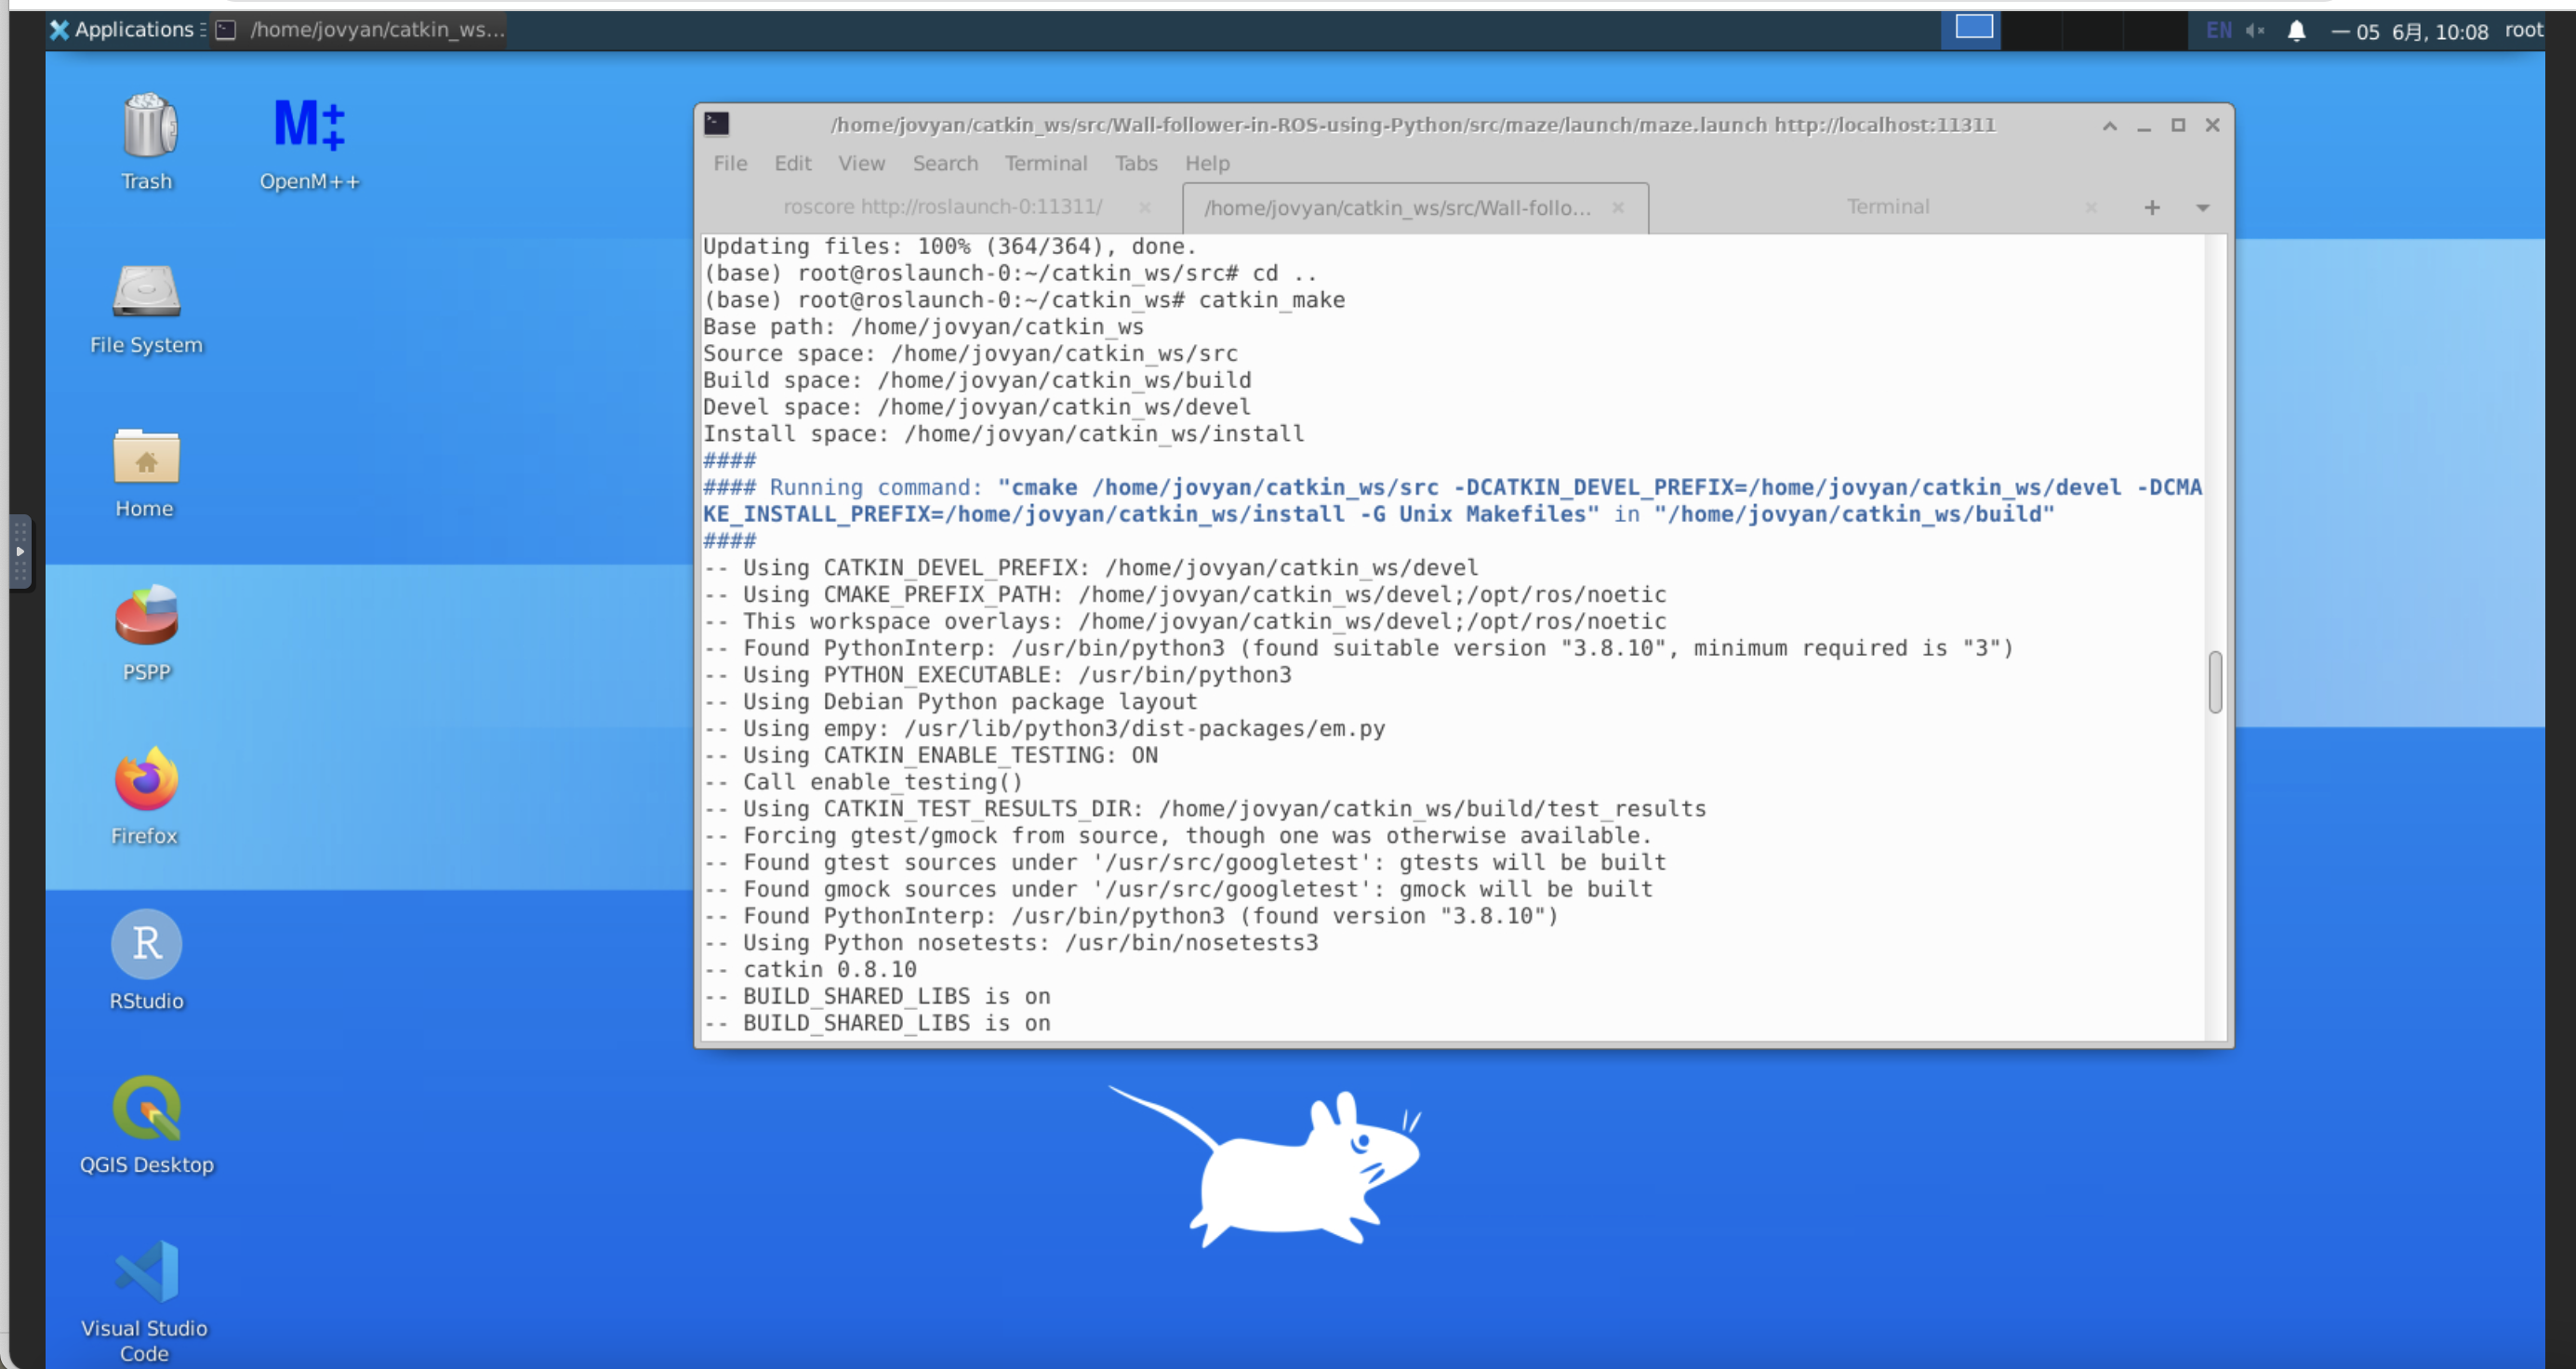 Applications
/home/jovyan/catkin_ws...
EN
— 05 6月, 10:08 root
Trash
M++
OpenM++
File System
Home
PSPP
Firefox
R
RStudio
QGIS Desktop
Visual Studio
Code
/home/jovyan/catkin_ws/src/Wall-follower-in-ROS-using-Python/src/maze/launch/maze.launch http://localhost:11311
File Edit View Search Terminal Tabs Help
roscore http://roslaunch-0:11311/
/home/jovyan/catkin_ws/src/Wall-follo...
Terminal
Updating files: 100% (364/364), done.
(base) root@roslaunch-0:~/catkin_ws/src# cd ..
(base) root@roslaunch-0:~/catkin_ws# catkin_make
Base path: /home/jovyan/catkin_ws
Source space: /home/jovyan/catkin_ws/src
Build space: /home/jovyan/catkin_ws/build
Devel space: /home/jovyan/catkin_ws/devel
Install space: /home/jovyan/catkin_ws/install
####
#### Running command: "cmake /home/jovyan/catkin_ws/src -DCATKIN_DEVEL_PREFIX=/home/jovyan/catkin_ws/devel -DCMA
KE_INSTALL_PREFIX=/home/jovyan/catkin_ws/install -G Unix Makefiles" in "/home/jovyan/catkin_ws/build"
####
-- Using CATKIN_DEVEL_PREFIX: /home/jovyan/catkin_ws/devel
-- Using CMAKE_PREFIX_PATH: /home/jovyan/catkin_ws/devel;/opt/ros/noetic
-- This workspace overlays: /home/jovyan/catkin_ws/devel;/opt/ros/noetic
-- Found PythonInterp: /usr/bin/python3 (found suitable version "3.8.10", minimum required is "3")
-- Using PYTHON_EXECUTABLE: /usr/bin/python3
-- Using Debian Python package layout
-- Using empy: /usr/lib/python3/dist-packages/em.py
-- Using CATKIN_ENABLE_TESTING: ON
-- Call enable_testing()
-- Using CATKIN_TEST_RESULTS_DIR: /home/jovyan/catkin_ws/build/test_results
-- Forcing gtest/gmock from source, though one was otherwise available.
-- Found gtest sources under '/usr/src/googletest': gtests will be built
-- Found gmock sources under '/usr/src/googletest': gmock will be built
-- Found PythonInterp: /usr/bin/python3 (found version "3.8.10")
-- Using Python nosetests: /usr/bin/nosetests3
-- catkin 0.8.10
-- BUILD_SHARED_LIBS is on
-- BUILD_SHARED_LIBS is on